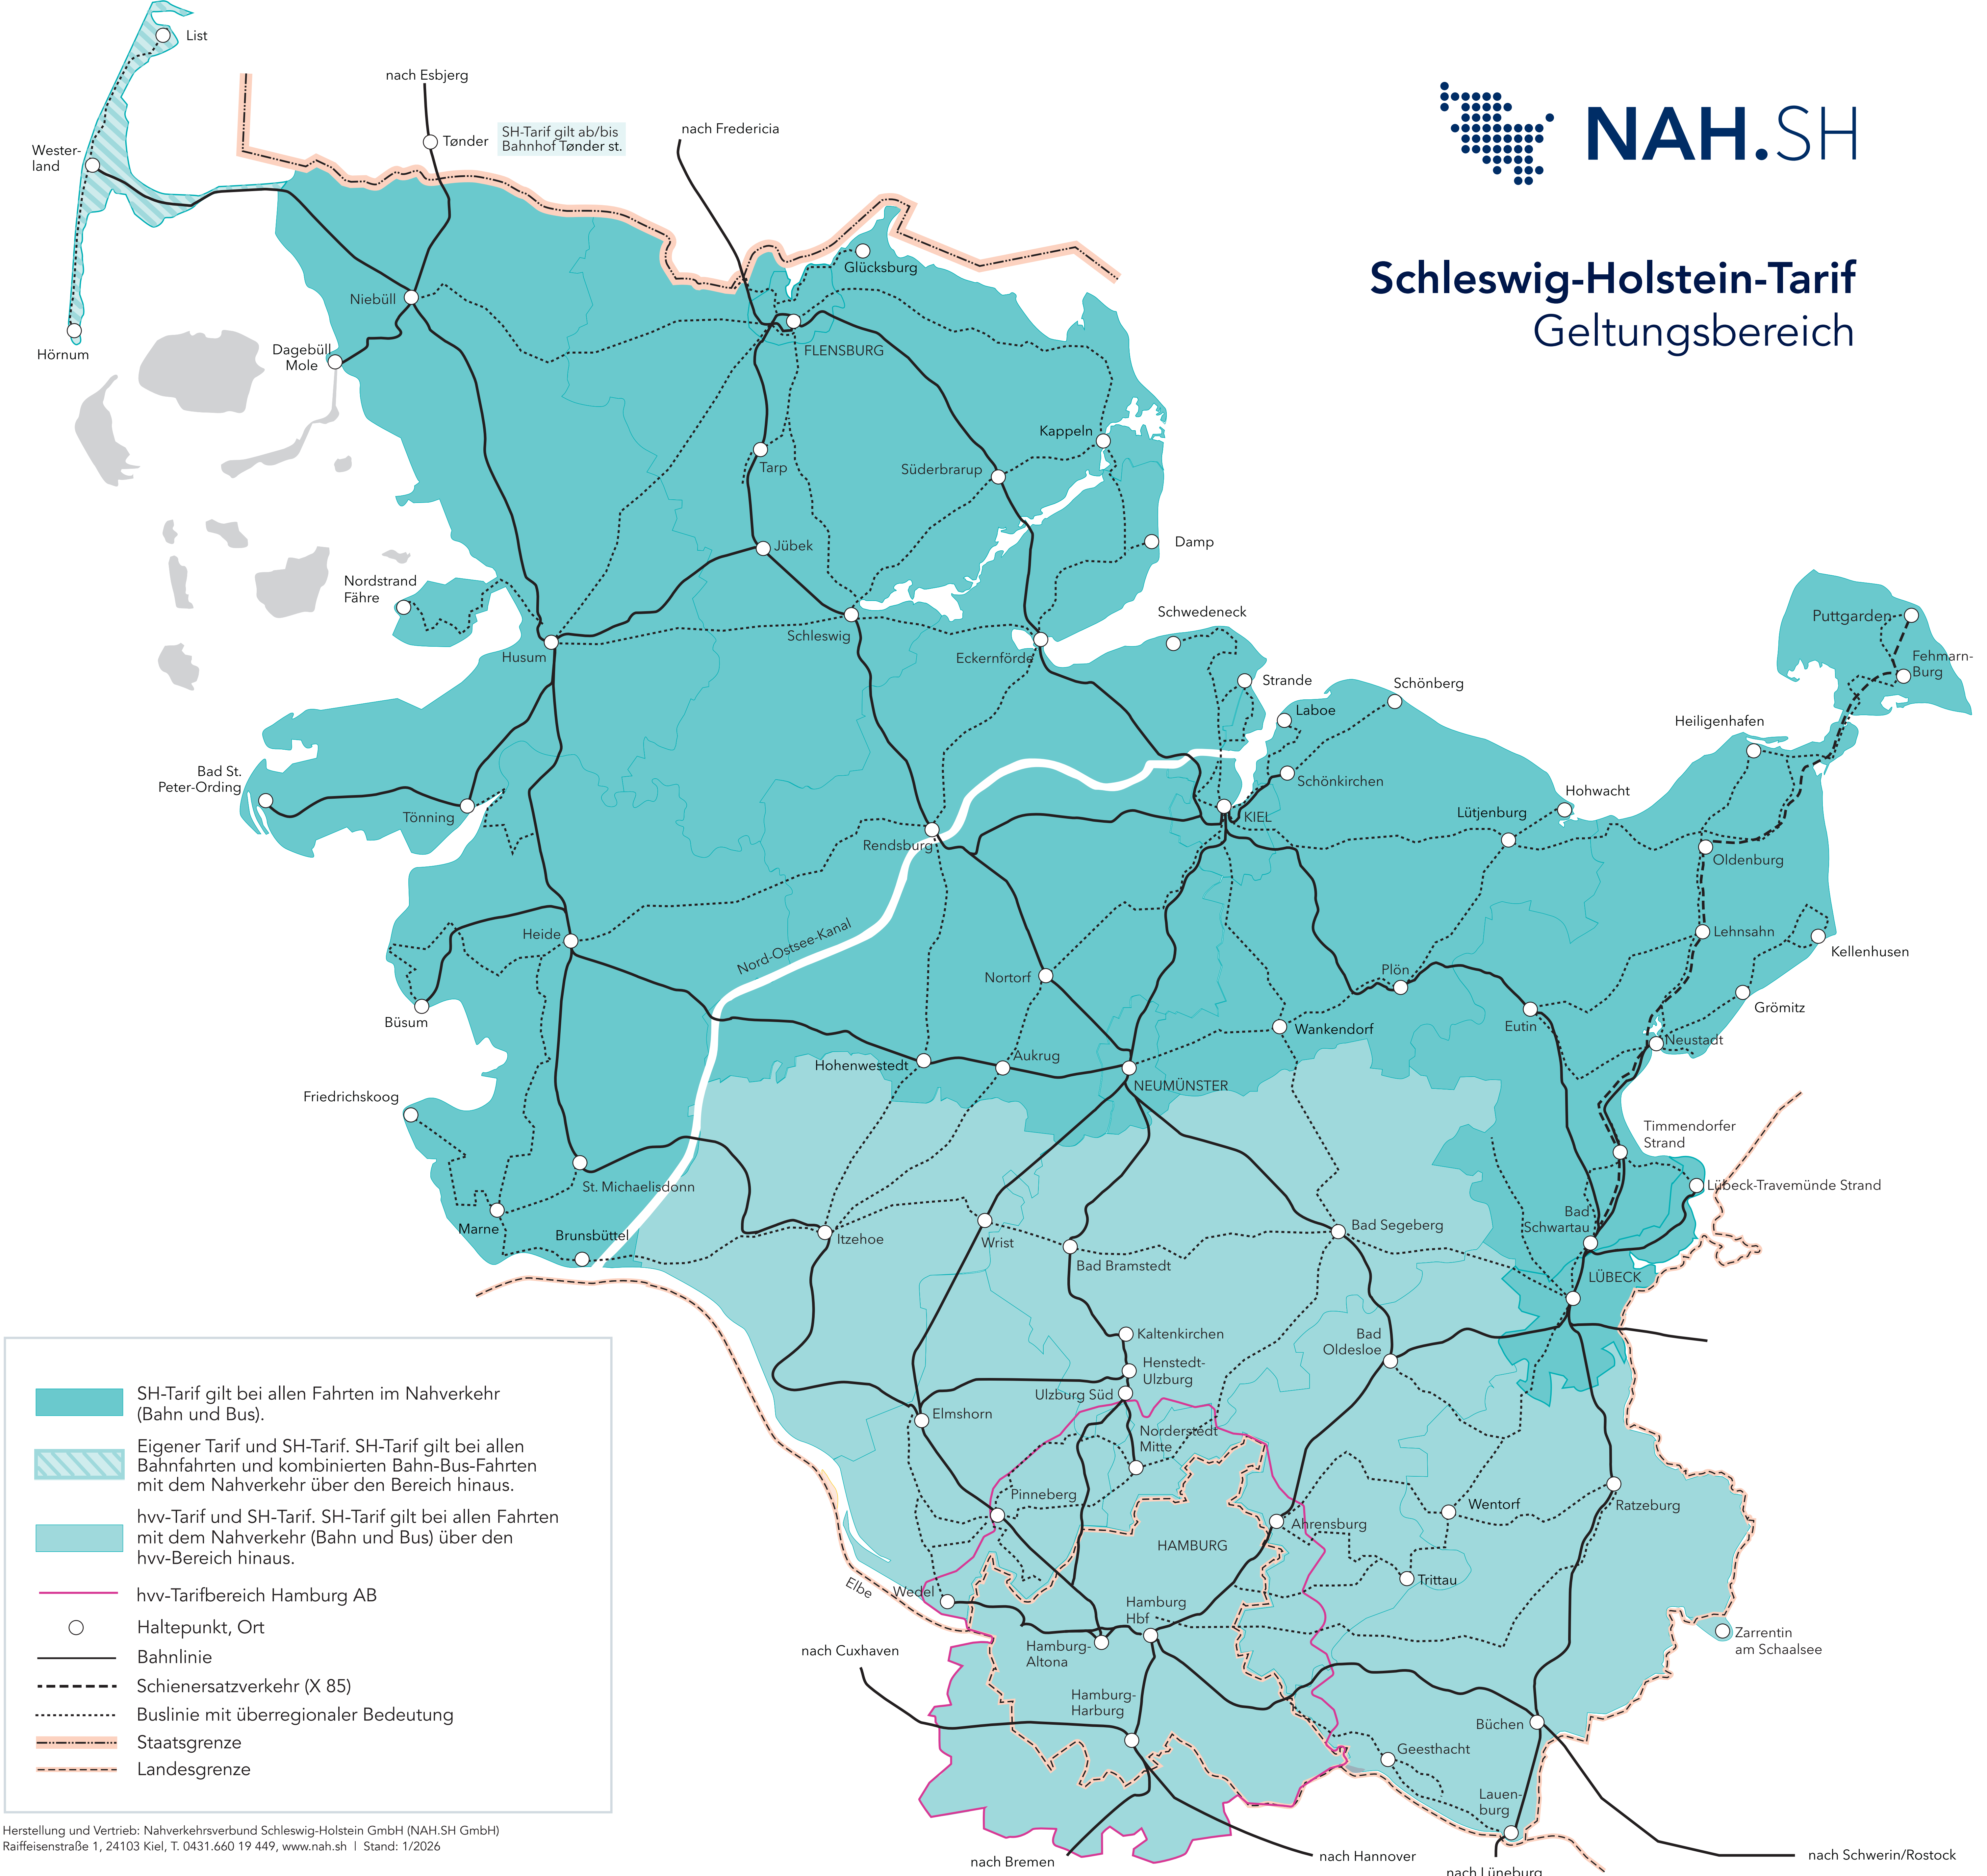 List
nach Esbjerg
Tønder
SH-Tarif gilt ab/bis
Bahnhof Tønder st.
nach Fredericia
NAH.SH
Wester-
land
Schleswig-Holstein-Tarif
Geltungsbereich
Glücksburg
Niebüll
Hörnum
Dagebüll
Mole
FLENSBURG
Kappeln
Tarp
Süderbrarup
Jübek
Damp
Nordstrand
Fähre
Schwedeneck
Puttgarden
Schleswig
Husum
Eckernförde
Fehmarn-
Burg
Strande
Schönberg
Laboe
Heiligenhafen
Bad St.
Peter-Ording
Schönkirchen
Hohwacht
Tönning
KIEL
Lütjenburg
Rendsburg
Oldenburg
Heide
Nord-Ostsee-Kanal
Lehnsahn
Kellenhusen
Nortorf
Plön
Grömitz
Büsum
Wankendorf
Eutin
Neustadt
Hohenwestedt
Aukrug
NEUMÜNSTER
Friedrichskoog
Timmendorfer
Strand
St. Michaelisdonn
Lübeck-Travemünde Strand
Marne
Bad
Schwartau
Brunsbüttel
Itzehoe
Wrist
Bad Segeberg
Bad Bramstedt
LÜBECK
Kaltenkirchen
Bad
Oldesloe
Henstedt-
Ulzburg
Ulzburg Süd
Elmshorn
Norderstedt
Mitte
Pinneberg
Wentorf
Ratzeburg
Ahrensburg
HAMBURG
Trittau
Elbe
Wedel
Hamburg
Hbf
Zarrentin
am Schaalsee
nach Cuxhaven
Hamburg-
Altona
Hamburg-
Harburg
Büchen
Geesthacht
Lauen-
burg
nach Bremen
nach Hannover
nach Lüneburg
nach Schwerin/Rostock
SH-Tarif gilt bei allen Fahrten im Nahverkehr
(Bahn und Bus).
Eigener Tarif und SH-Tarif. SH-Tarif gilt bei allen
Bahnfahrten und kombinierten Bahn-Bus-Fahrten
mit dem Nahverkehr über den Bereich hinaus.
hvv-Tarif und SH-Tarif. SH-Tarif gilt bei allen Fahrten
mit dem Nahverkehr (Bahn und Bus) über den
hvv-Bereich hinaus.
hvv-Tarifbereich Hamburg AB
Haltepunkt, Ort
Bahnlinie
Schienersatzverkehr (X 85)
Buslinie mit überregionaler Bedeutung
Staatsgrenze
Landesgrenze
Herstellung und Vertrieb: Nahverkehrsverbund Schleswig-Holstein GmbH (NAH.SH GmbH)
Raiffeisenstraße 1, 24103 Kiel, T. 0431.660 19 449, www.nah.sh | Stand: 1/2026